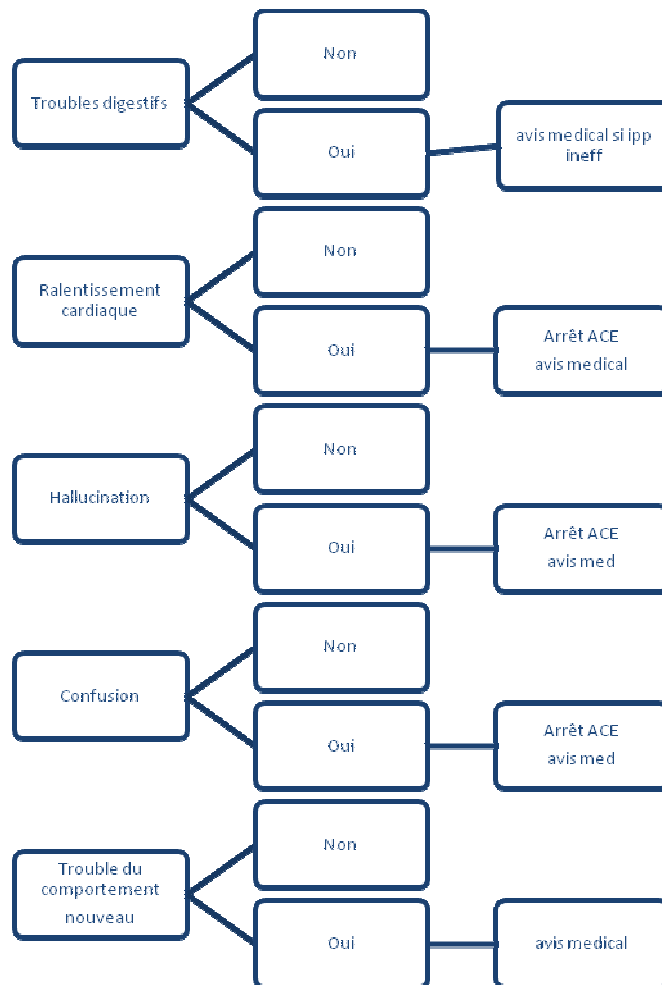 Non
Troubles digestifs
Oui
avis medical si ipp
ineff
Non
Ralentissement
cardiaque
Oui
Arrêt ACE
avis medical
Non
Hallucination
Oui
Arrêt ACE
avis med
Non
Confusion
Oui
Arrêt ACE
avis med
Non
Trouble du
comportement
nouveau
Oui
avis medical